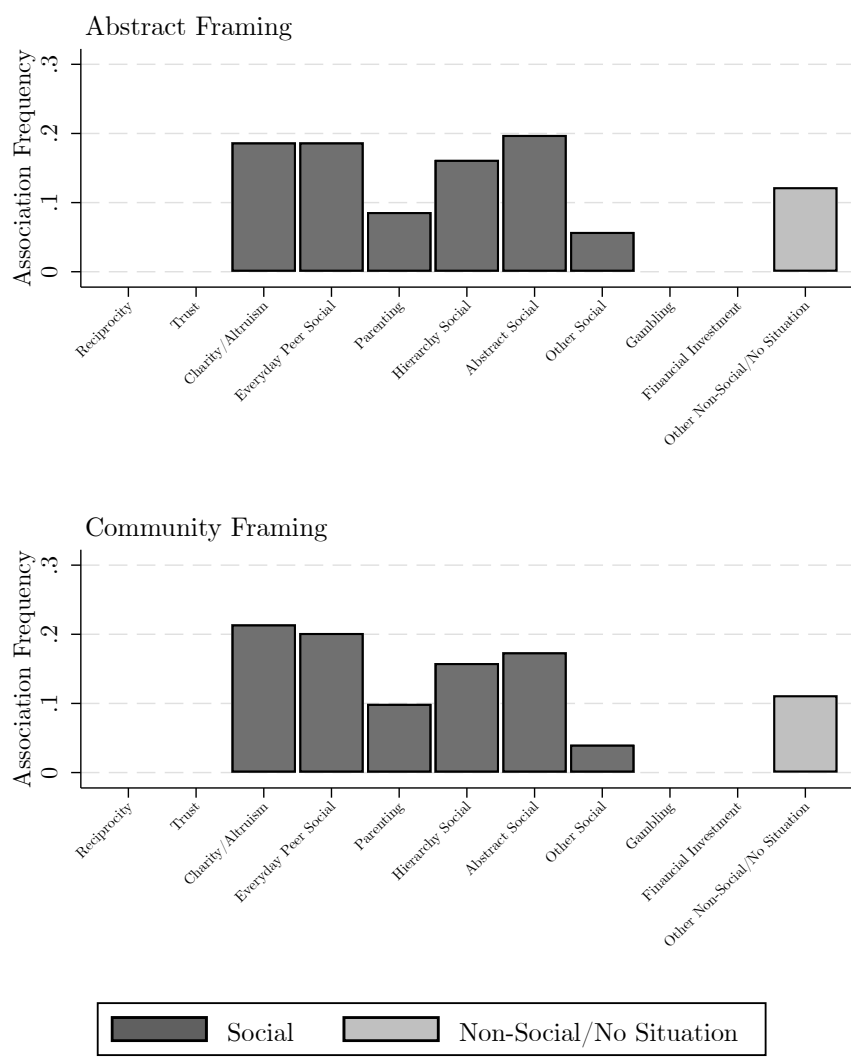 Abstract Framing
Association Frequency
.3
.2
.1
0
Reciprocity
Trust
Charity/Altruism
Everyday Peer Social
Parenting
Hierarchy Social
Abstract Social
Other Social
Gambling
Financial Investment
Other Non-Social/No Situation
Community Framing
Association Frequency
.3
.2
.1
0
Reciprocity
Trust
Charity/Altruism
Everyday Peer Social
Parenting
Hierarchy Social
Abstract Social
Other Social
Gambling
Financial Investment
Other Non-Social/No Situation
Social
Non-Social/No Situation